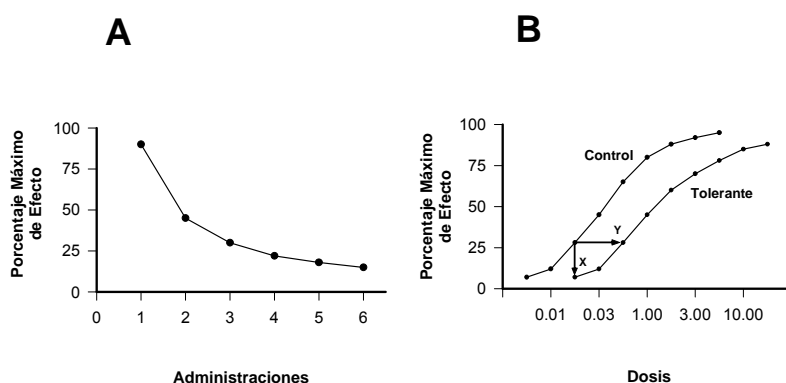 A
Porcentaje Máximo
de Efecto
100
75
50
25
0
0 1 2 3 4 5 6
Administraciones
B
Porcentaje Máximo
de Efecto
100
75
50
25
0
Control
Tolerante
Y
X
0.01 0.03 1.00 3.00 10.00
Dosis